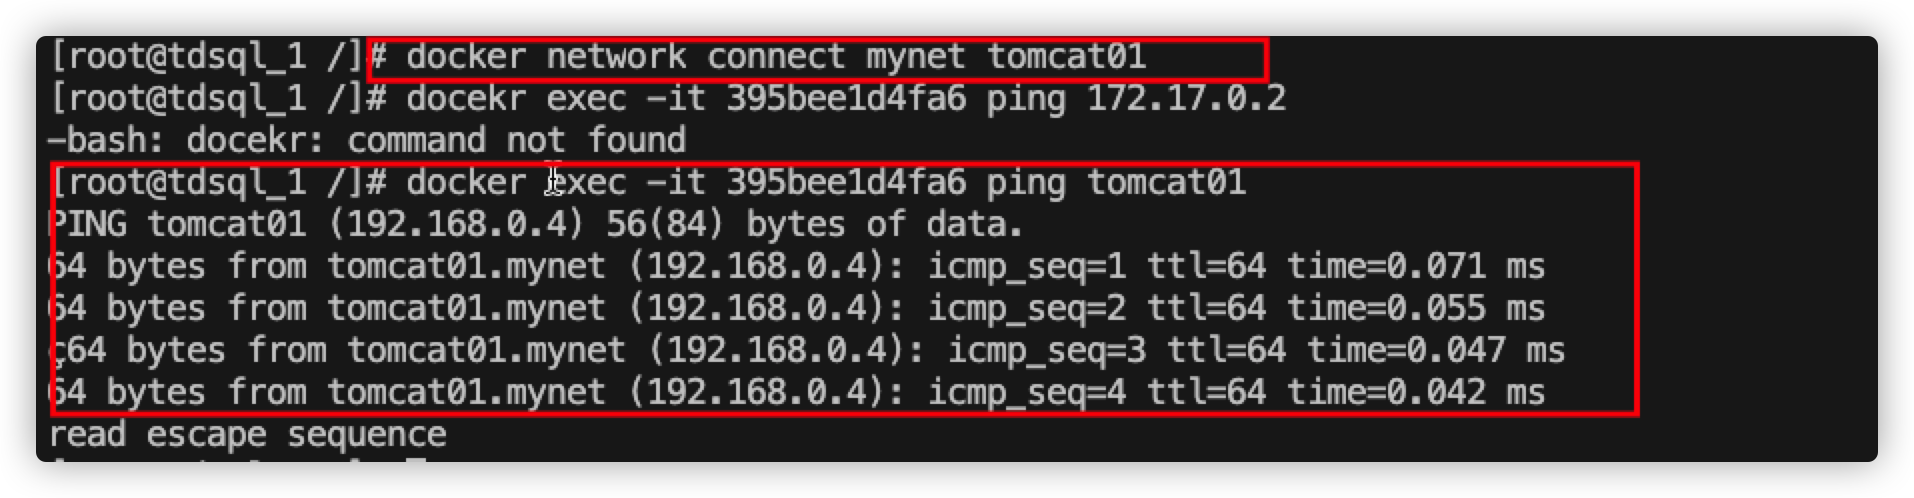 [root@tdsql_1 /]# docker network connect mynet tomcat01
[root@tdsql_1 /]# docekr exec -it 395bee1d4fa6 ping 172.17.0.2
-bash: docekr: command not found
[root@tdsql_1 /]# docker exec -it 395bee1d4fa6 ping tomcat01
PING tomcat01 (192.168.0.4) 56(84) bytes of data.
64 bytes from tomcat01.mynet (192.168.0.4): icmp_seq=1 ttl=64 time=0.071 ms
64 bytes from tomcat01.mynet (192.168.0.4): icmp_seq=2 ttl=64 time=0.055 ms
ç64 bytes from tomcat01.mynet (192.168.0.4): icmp_seq=3 ttl=64 time=0.047 ms
64 bytes from tomcat01.mynet (192.168.0.4): icmp_seq=4 ttl=64 time=0.042 ms
read escape sequence